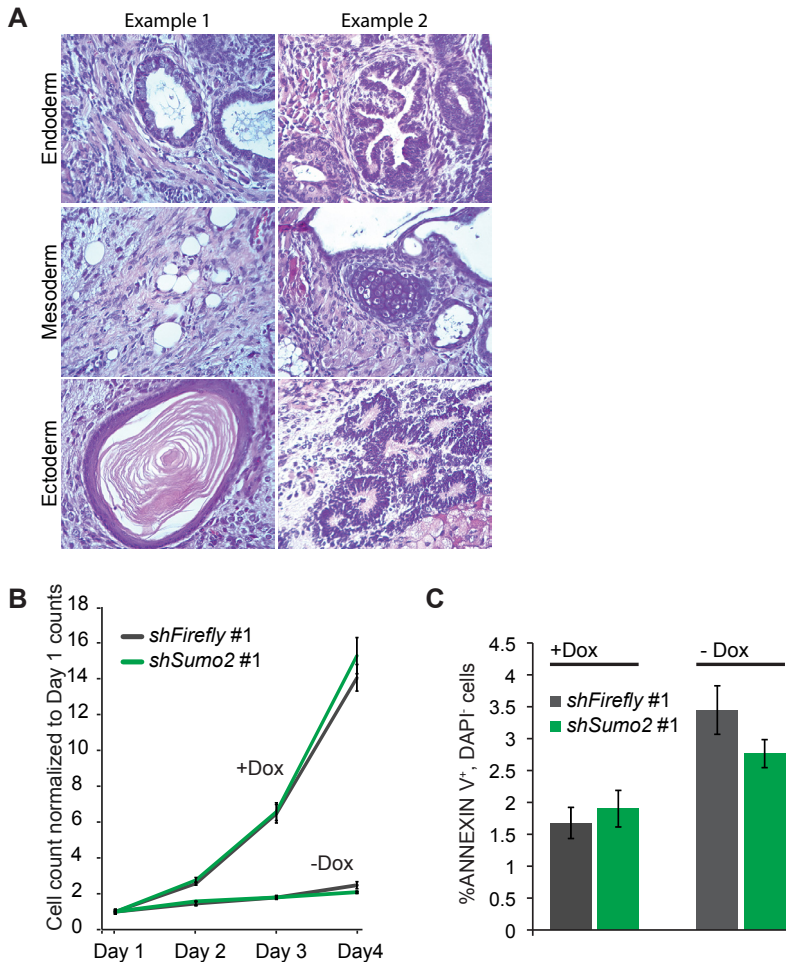 A
Example 1
Example 2
Endoderm
Mesoderm
Ectoderm
B
Cell count normalized to Day 1 counts
18
16
14
12
10
8
6
4
2
0
shFirefly #1
shSumo2 #1
+Dox
-Dox
Day 1
Day 2
Day 3
Day4
C
%ANNEXIN V⁺, DAPI⁻ cells
4.5
4
3.5
3
2.5
2
1.5
1
0.5
0
+Dox
- Dox
shFirefly #1
shSumo2 #1